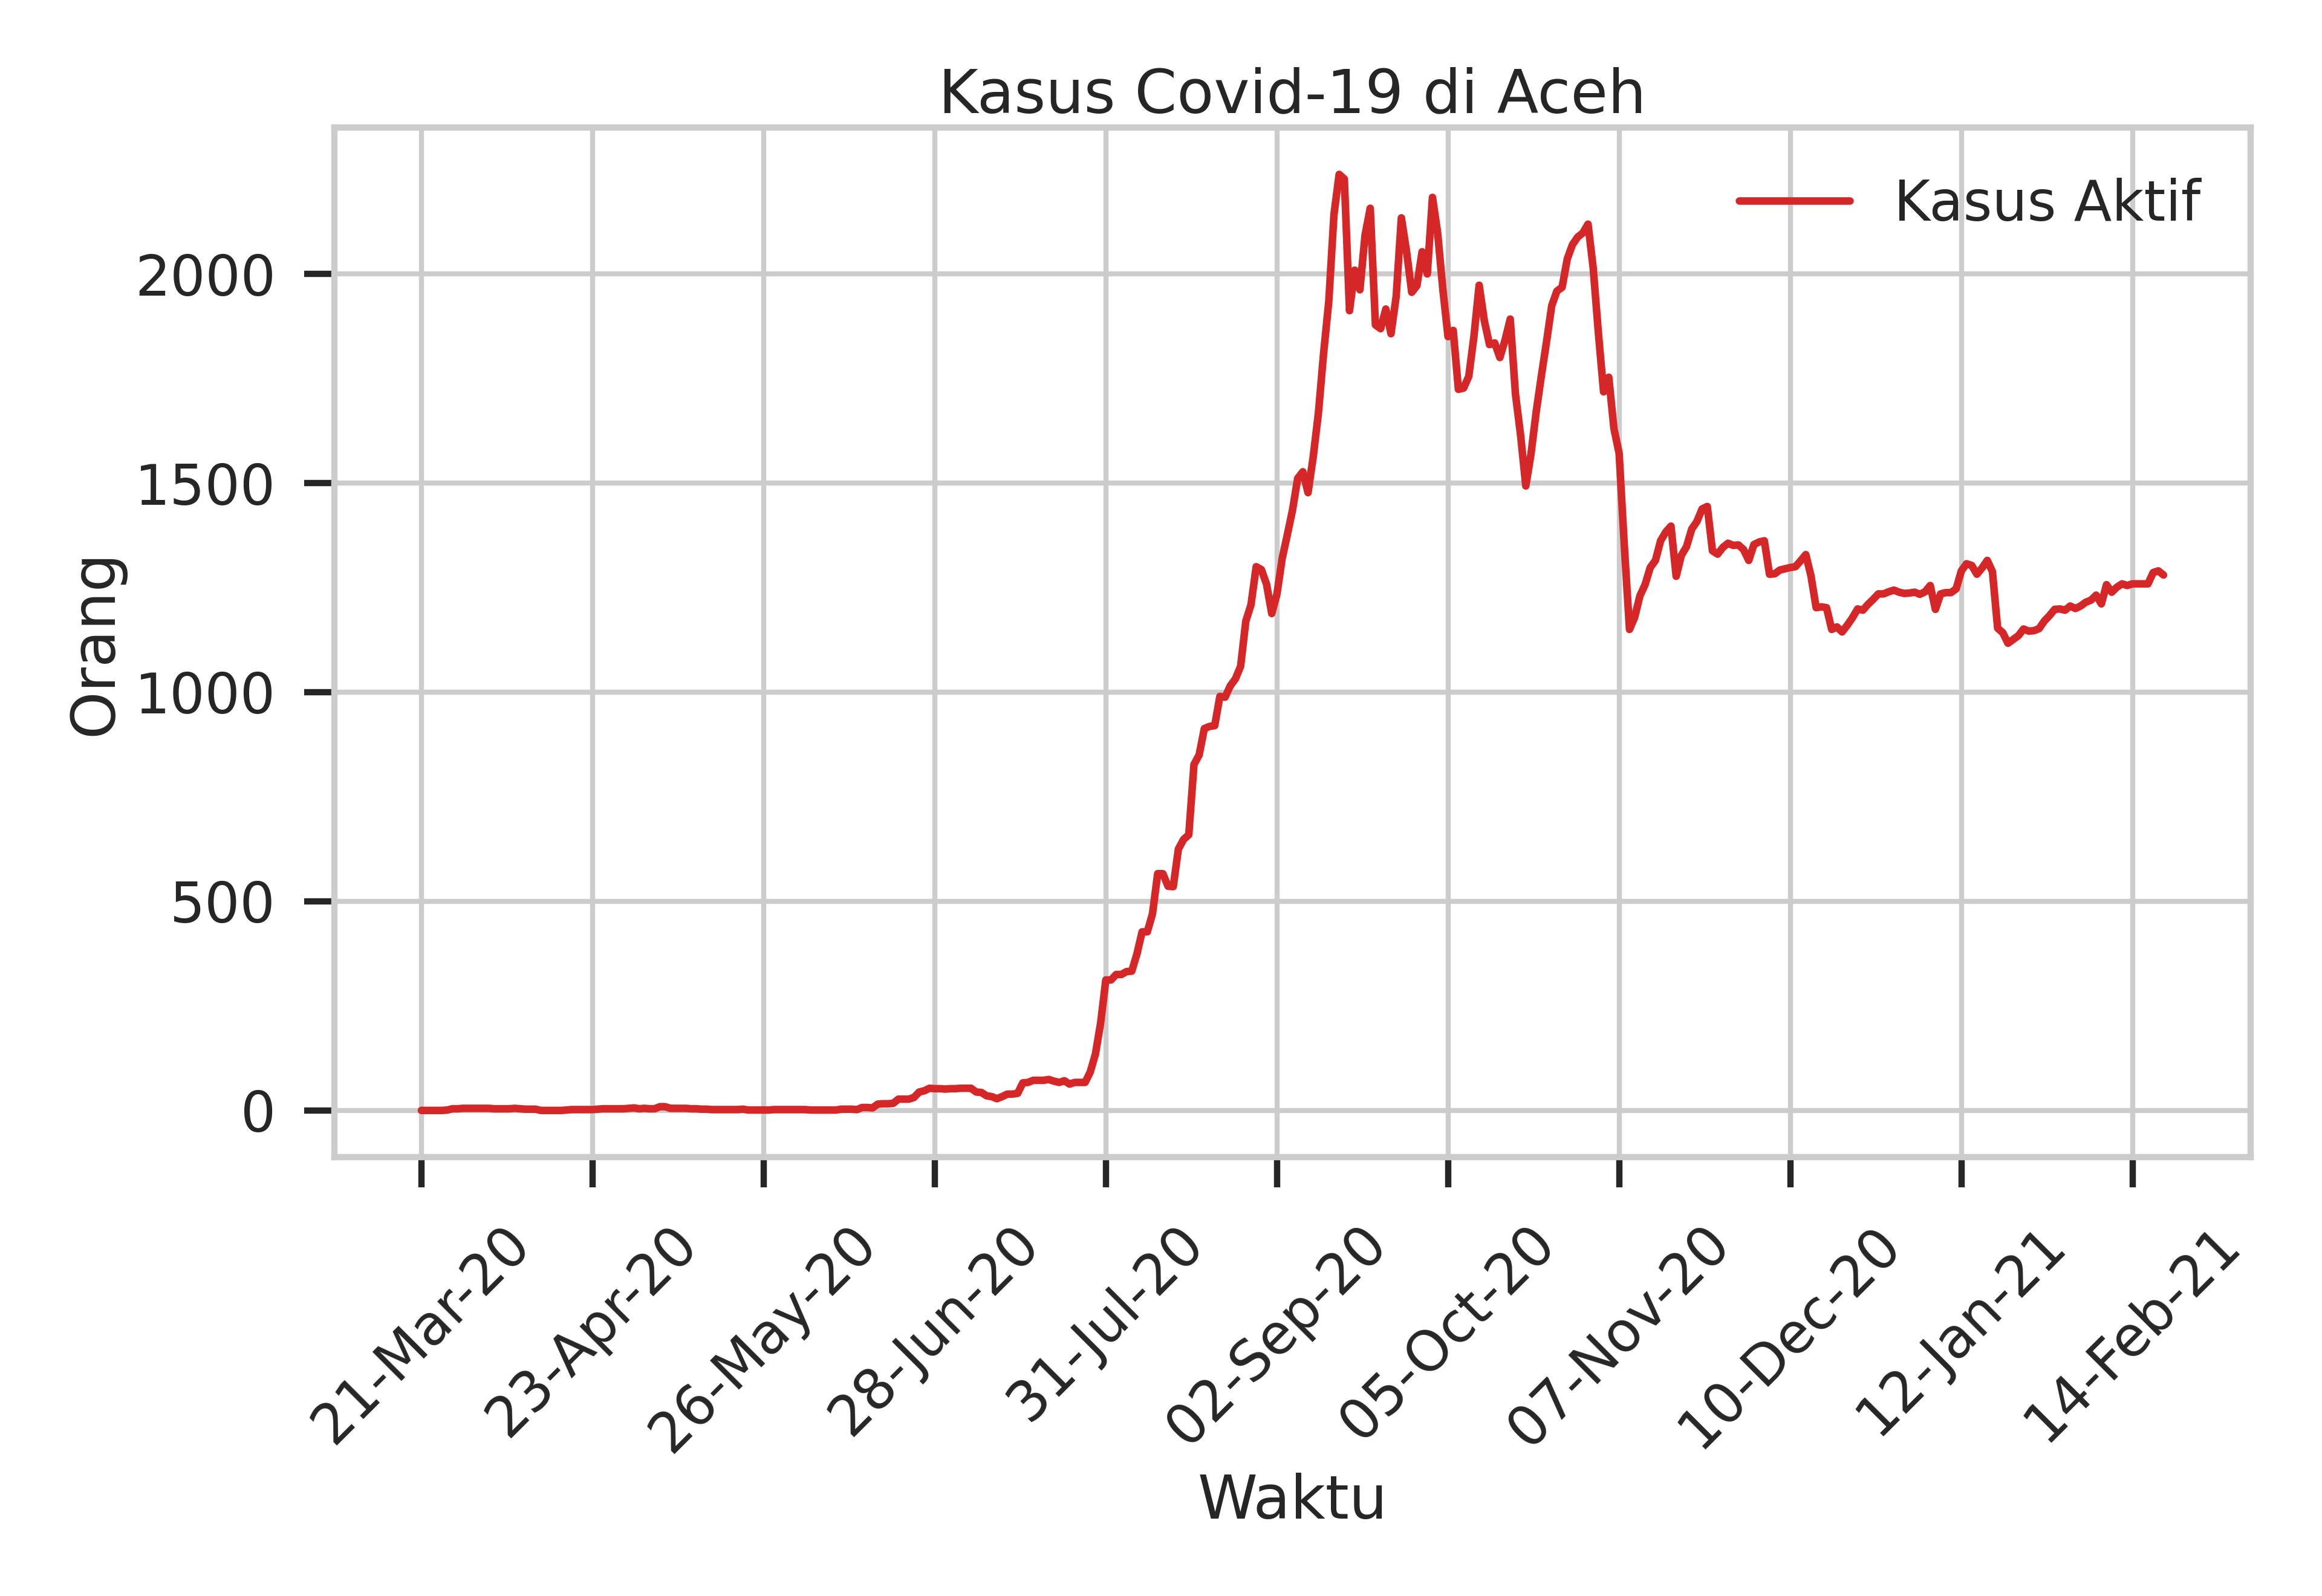 Kasus Covid-19 di Aceh
Kasus Aktif
Orang
2000
1500
1000
500
0
21-Mar-20
23-Apr-20
26-May-20
28-Jun-20
31-Jul-20
02-Sep-20
05-Oct-20
07-Nov-20
10-Dec-20
12-Jan-21
14-Feb-21
Waktu